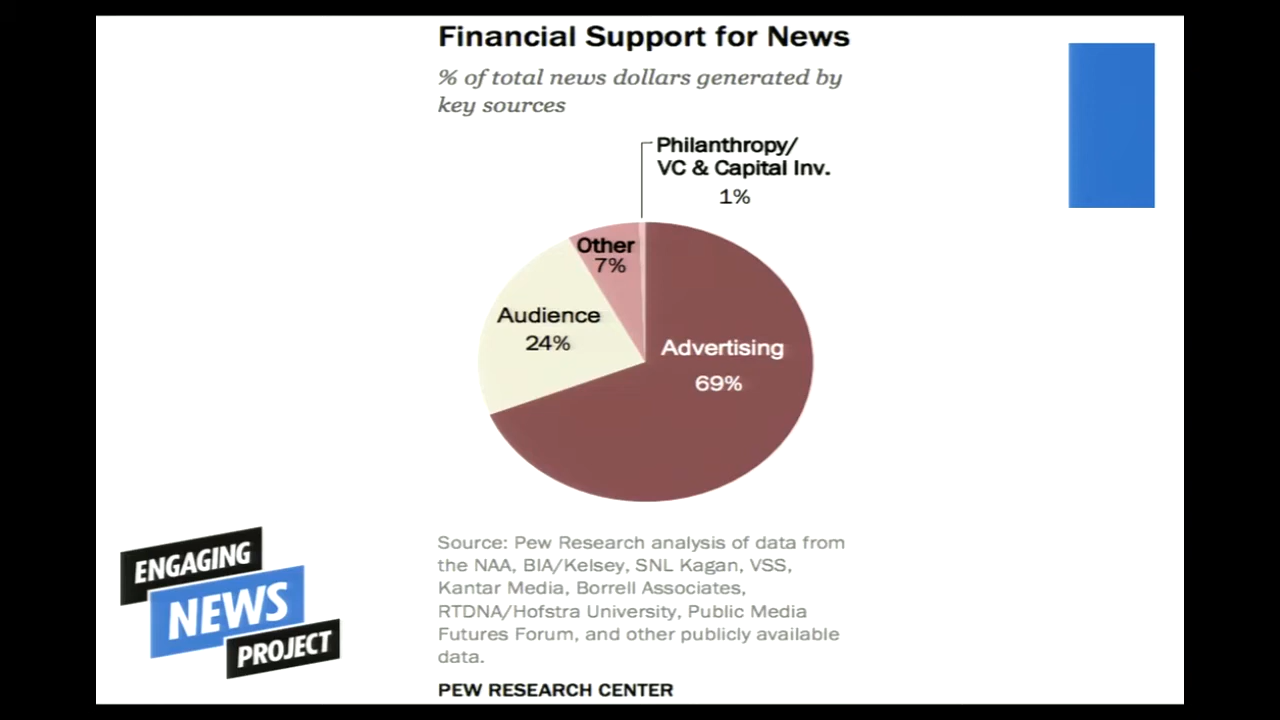 Financial Support for News
% of total news dollars generated by
key sources
Philanthropy/
VC & Capital Inv.
1%
Other
7%
Audience
24%
Advertising
69%
Source: Pew Research analysis of data from
the NAA, BIA/Kelsey, SNL Kagan, VSS,
Kantar Media, Borrell Associates,
RTDNA/Hofstra University, Public Media
Futures Forum, and other publicly available
data.
PEW RESEARCH CENTER
ENGAGING
NEWS
PROJECT